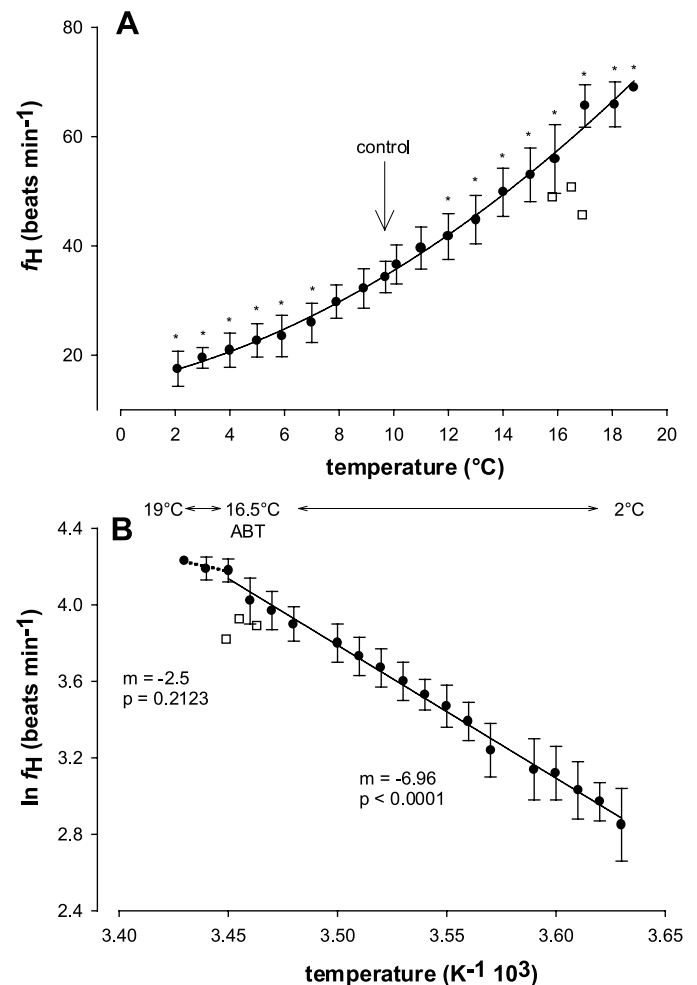 A
80
60
40
20
fH (beats min-1)
control
* * * * * * * * * * * * * *
0 2 4 6 8 10 12 14 16 18 20
temperature (°C)
19°C 16.5°C 2°C
ABT
B
4.4
4.0
3.6
3.2
2.8
2.4
ln fH (beats min-1)
m = -2.5
p = 0.2123
m = -6.96
p < 0.0001
3.40 3.45 3.50 3.55 3.60 3.65
temperature (K-1 103)